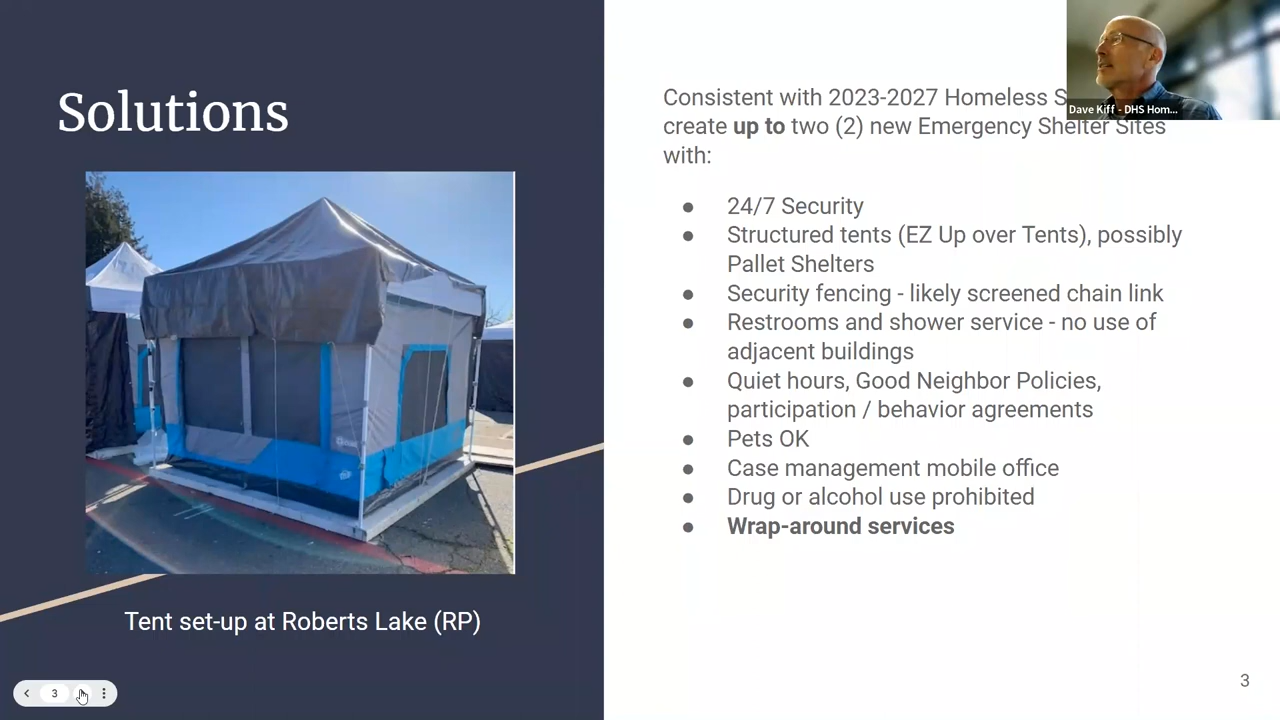 Solutions
Tent set-up at Roberts Lake (RP)
Consistent with 2023-2027 Homeless S
create up to two (2) new Emergency Shelter Sites
with:
● 24/7 Security
● Structured tents (EZ Up over Tents), possibly
Pallet Shelters
● Security fencing - likely screened chain link
● Restrooms and shower service - no use of
adjacent buildings
● Quiet hours, Good Neighbor Policies,
participation / behavior agreements
● Pets OK
● Case management mobile office
● Drug or alcohol use prohibited
● Wrap-around services
Dave Kiff - DHS Hom...
3
3